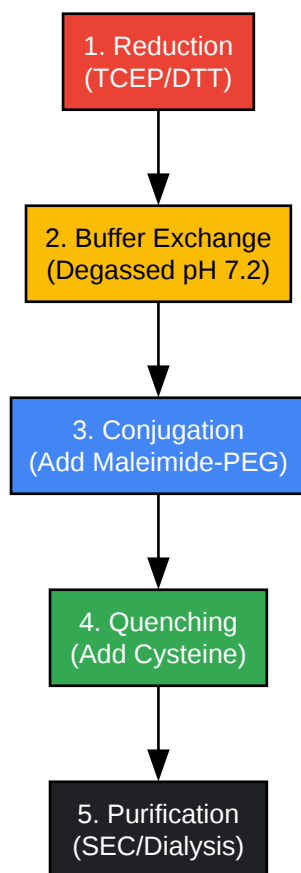 1. Reduction
(TCEP/DTT)
2. Buffer Exchange
(Degassed pH 7.2)
3. Conjugation
(Add Maleimide-PEG)
4. Quenching
(Add Cysteine)
5. Purification
(SEC/Dialysis)